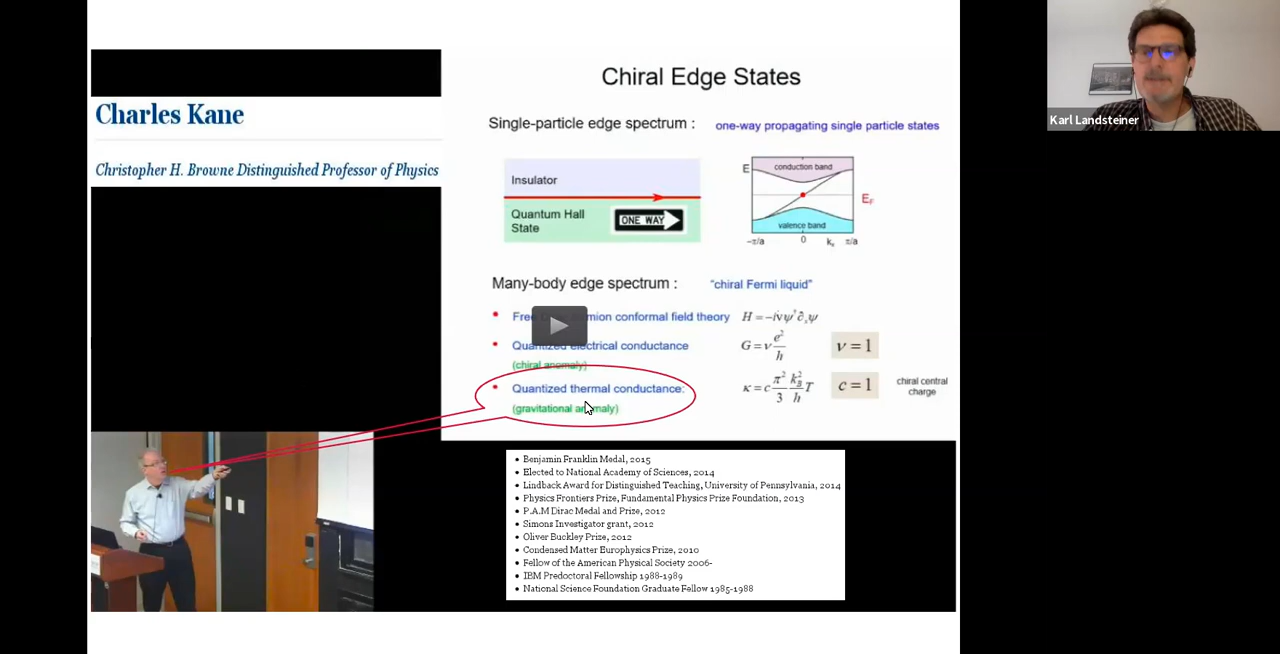 Charles Kane
Christopher H. Browne Distinguished Professor of Physics
Chiral Edge States
Single-particle edge spectrum :
one-way propagating single particle states
Insulator
Quantum Hall
State
ONE WAY
E
conduction band
E_F
valence band
-π/a
0
kₓ
π/a
Many-body edge spectrum :
"chiral Fermi liquid"
• conformal field theory
H = -iνψ†∂ₓψ
• Quantized electrical conductance
(chiral anomaly)
G = ν e²/h
ν = 1
• Quantized thermal conductance:
(gravitational anomaly)
κ = c π²/3 k_B²/h T
c = 1
chiral central
charge
• Benjamin Franklin Medal, 2015
• Elected to National Academy of Sciences, 2014
• Lindback Award for Distinguished Teaching, University of Pennsylvania, 2014
• Physics Frontiers Prize, Fundamental Physics Prize Foundation, 2013
• P.A.M Dirac Medal and Prize, 2012
• Simons Investigator grant, 2012
• Oliver Buckley Prize, 2012
• Condensed Matter Europhysics Prize, 2010
• Fellow of the American Physical Society 2006-
• IBM Predoctoral Fellowship 1988-1989
• National Science Foundation Graduate Fellow 1985-1988
Karl Landsteiner